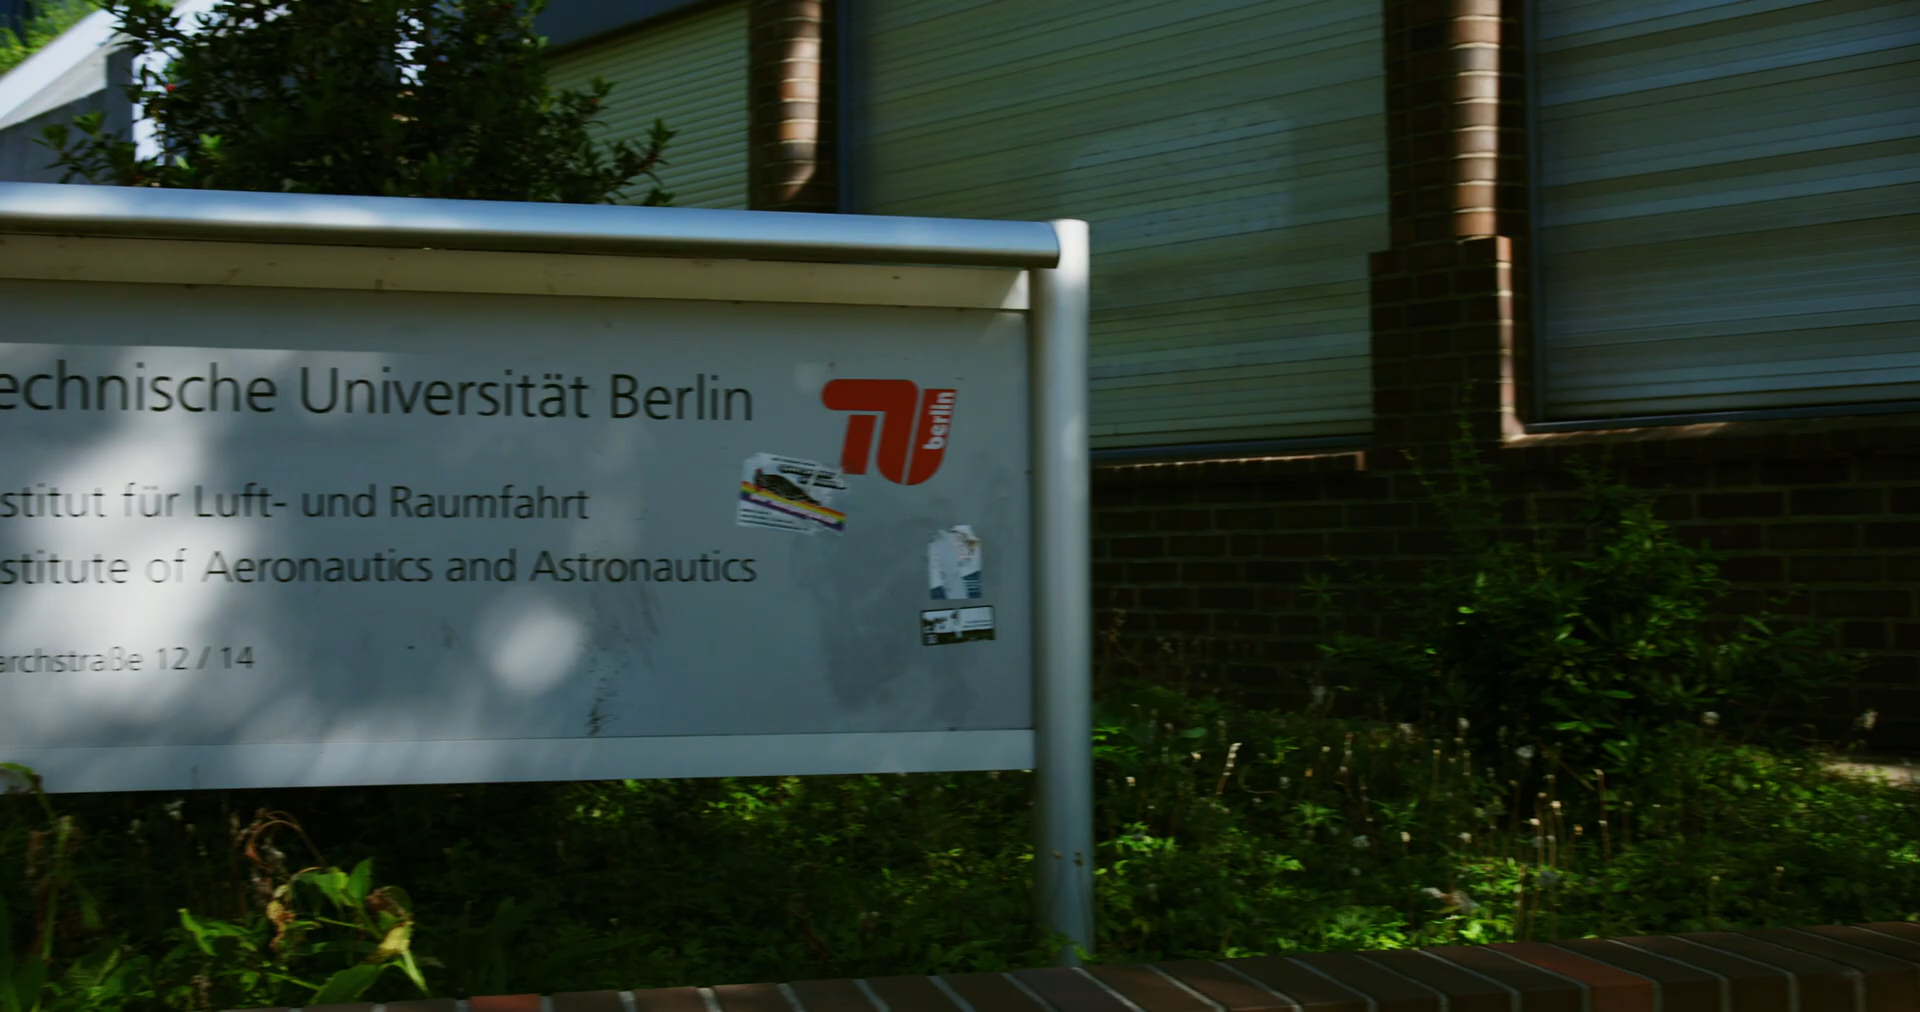 echnische Universität Berlin
TU berlin
stitut für Luft- und Raumfahrt
stitute of Aeronautics and Astronautics
archstraße 12 / 14